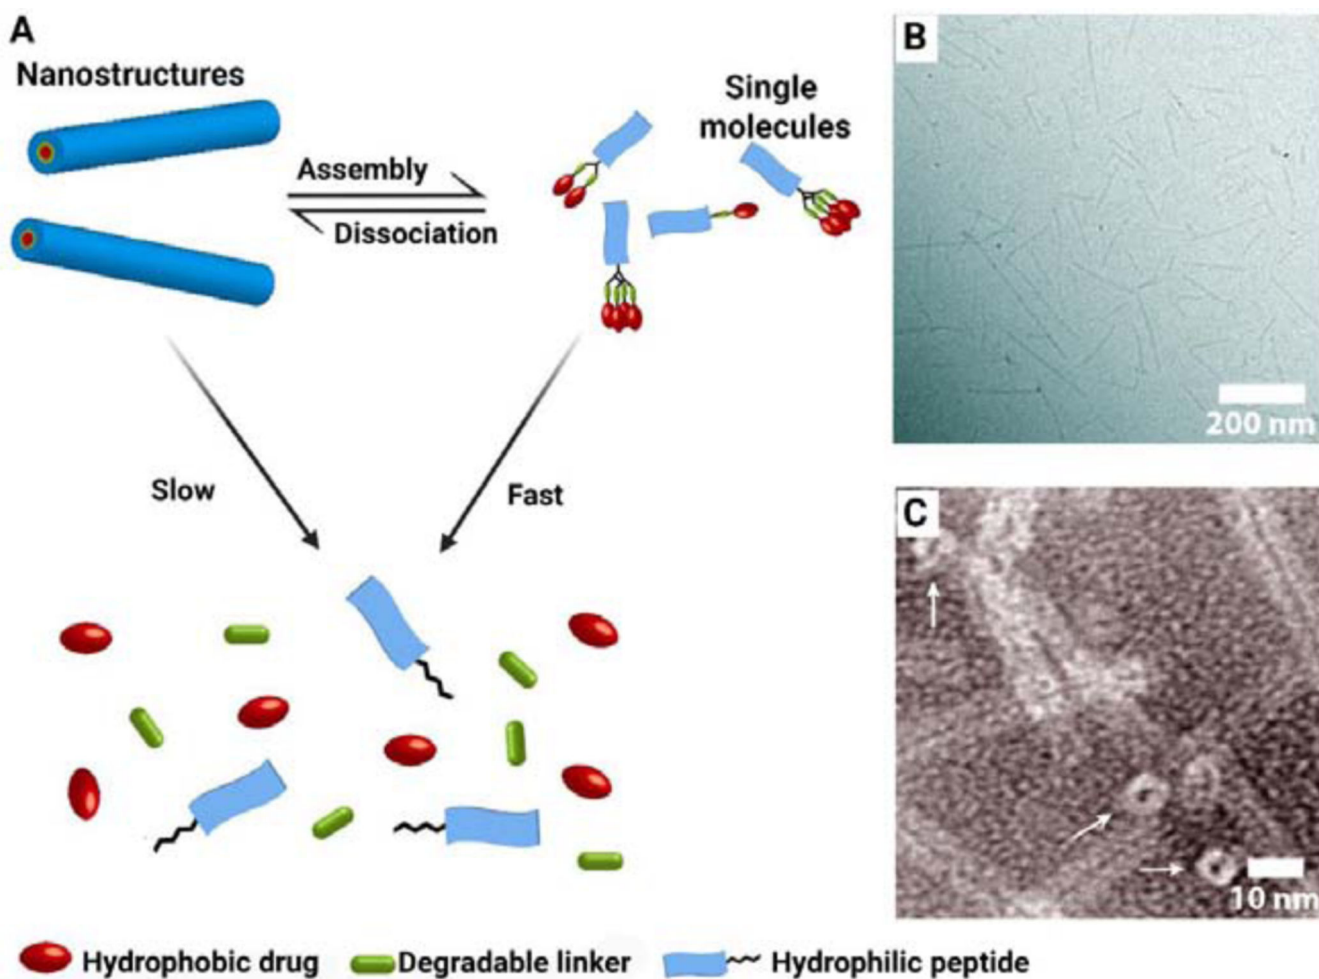 A
Nanostructures
Single
molecules
Assembly
Dissociation
Slow
Fast
B
200 nm
C
10 nm
Hydrophobic drug
Degradable linker
Hydrophilic peptide